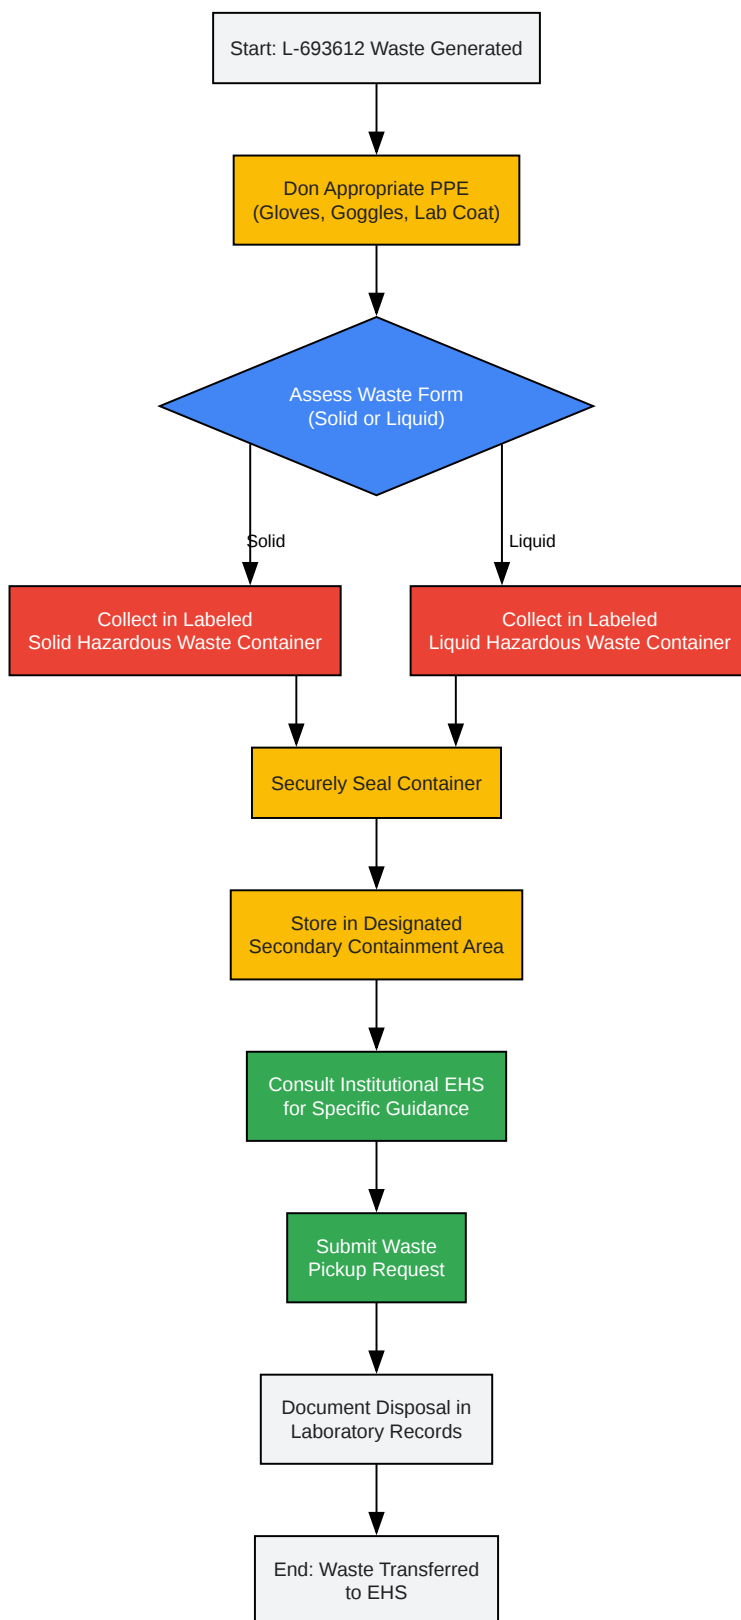 Start: L-693612 Waste Generated
Don Appropriate PPE
(Gloves, Goggles, Lab Coat)
Assess Waste Form
(Solid or Liquid)
Solid
Liquid
Collect in Labeled
Solid Hazardous Waste Container
Collect in Labeled
Liquid Hazardous Waste Container
Securely Seal Container
Store in Designated
Secondary Containment Area
Consult Institutional EHS
for Specific Guidance
Submit Waste
Pickup Request
Document Disposal in
Laboratory Records
End: Waste Transferred
to EHS